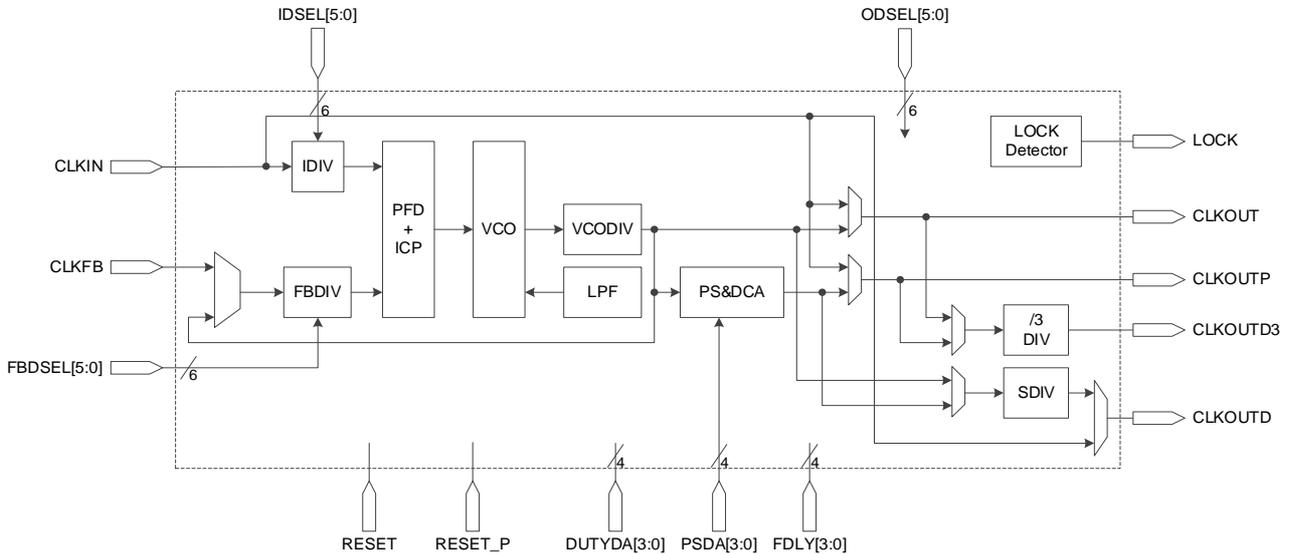 IDSEL[5:0]
ODSEL[5:0]
6
6
LOCK
Detector
LOCK
CLKIN
IDIV
PFD
+
ICP
VCO
VCODIV
CLKOUT
CLKFB
FBDIV
LPF
PS&DCA
CLKOUTP
/3
DIV
CLKOUTD3
FBDSEL[5:0]
6
SDIV
CLKOUTD
4
4
4
RESET
RESET_P
DUTYDA[3:0]
PSDA[3:0]
FDLY[3:0]